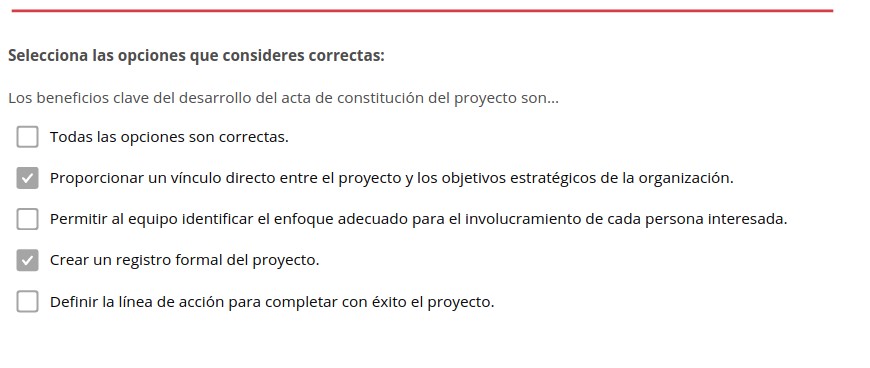 Selecciona las opciones que consideres correctas:
Los beneficios clave del desarrollo del acta de constitución del proyecto son...
Todas las opciones son correctas.
Proporcionar un vínculo directo entre el proyecto y los objetivos estratégicos de la organización.
Permitir al equipo identificar el enfoque adecuado para el involucramiento de cada persona interesada.
Crear un registro formal del proyecto.
Definir la línea de acción para completar con éxito el proyecto.